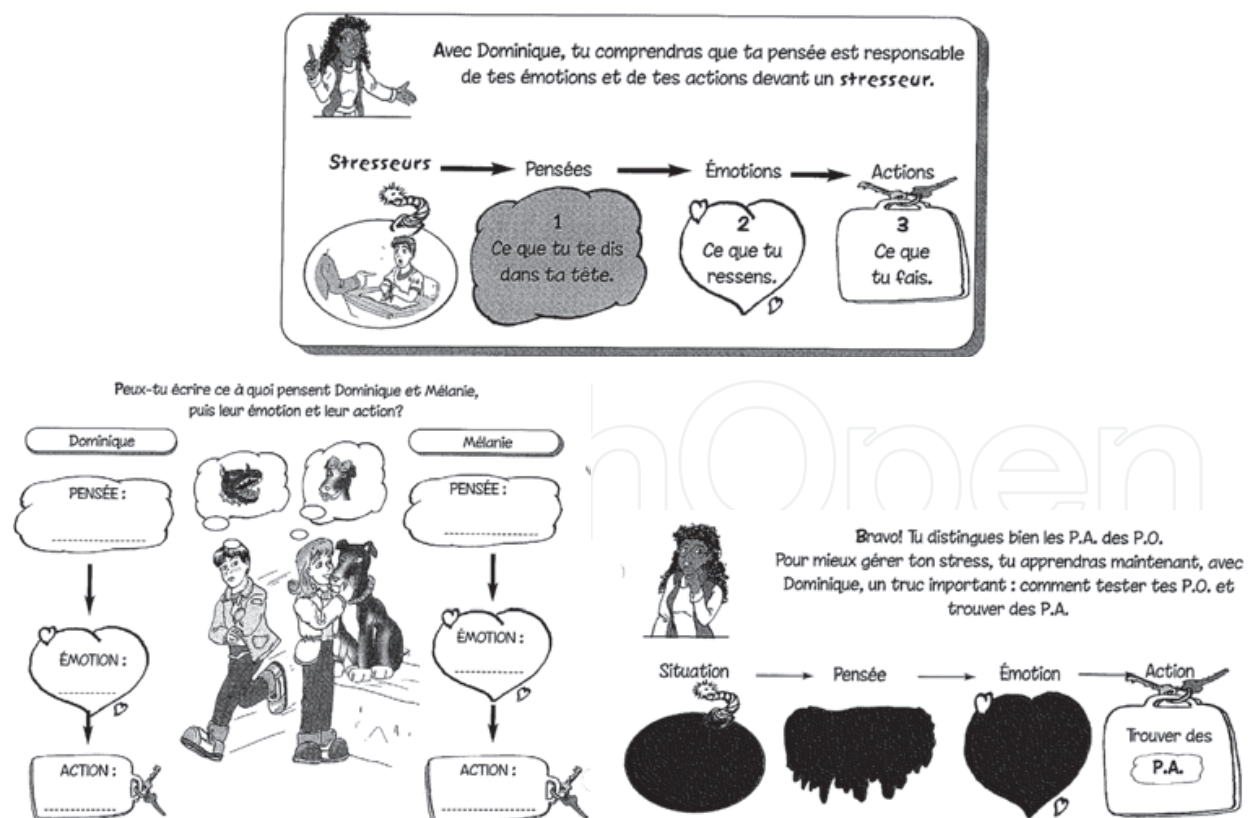 Avec Dominique, tu comprendras que ta pensée est responsable
de tes émotions et de tes actions devant un stresseur.
Stresseurs
Pensées
Émotions
Actions
1
Ce que tu te dis
dans ta tête.
2
Ce que tu
ressens.
3
Ce que
tu fais.
Peux-tu écrire ce à quoi pensent Dominique et Mélanie,
puis leur émotion et leur action?
Dominique
PENSÉE :
ÉMOTION :
ACTION :
Mélanie
PENSÉE :
ÉMOTION :
ACTION :
Bravo! Tu distingues bien les P.A. des P.O.
Pour mieux gérer ton stress, tu apprendras maintenant, avec
Dominique, un truc important : comment tester tes P.O. et
trouver des P.A.
Situation
Pensée
Émotion
Action
Trouver des
P.A.
hOpen